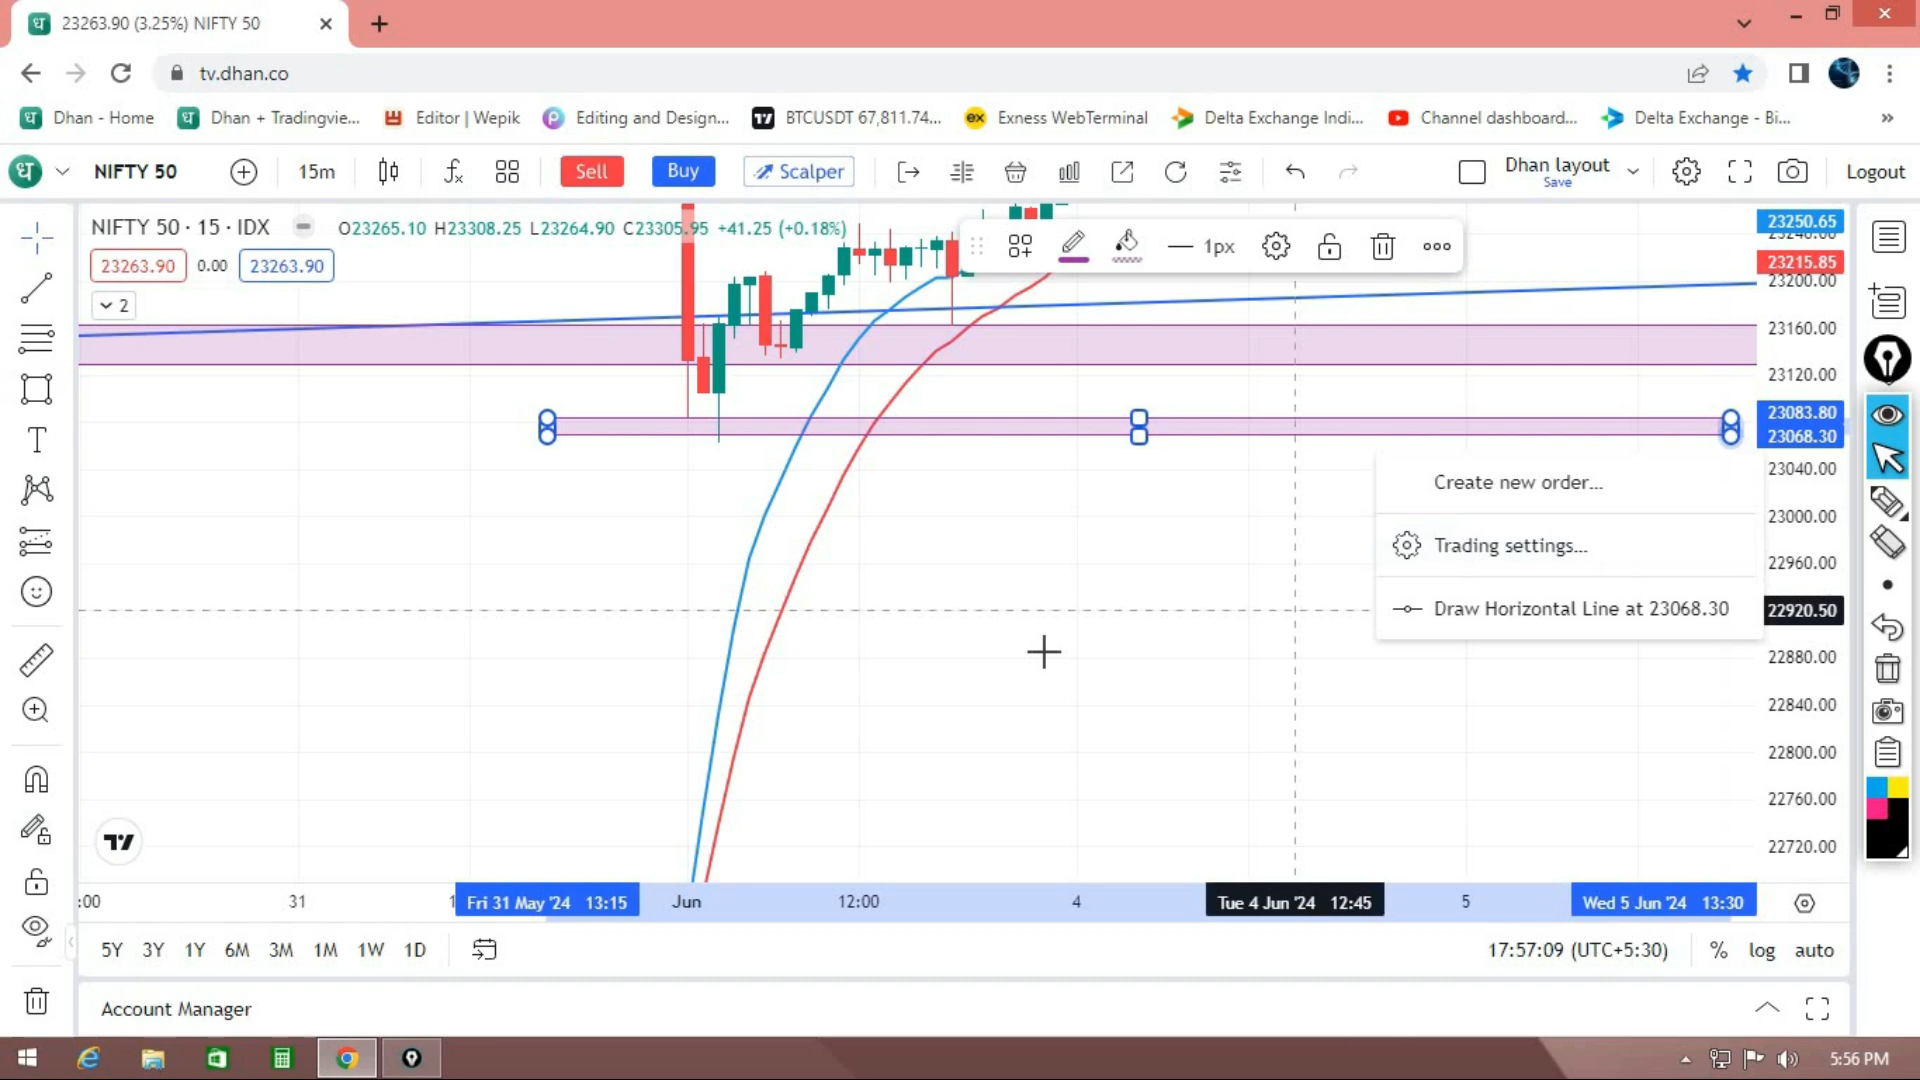 23263.90 (3.25%) NIFTY 50
tv.dhan.co
Dhan - Home
Dhan + Tradingvie...
Editor | Wepik
Editing and Design...
BTCUSDT 67,811.74...
Exness WebTerminal
Delta Exchange Indi...
Channel dashboard...
Delta Exchange - Bi...
»
ध NIFTY 50 15m Sell Buy Scalper Dhan layout Save Logout
NIFTY 50 · 15 · IDX O23265.10 H23308.25 L23264.90 C23305.95 +41.25 (+0.18%)
23263.90 0.00 23263.90
2
1px
23250.65
23215.85
23200.00
23160.00
23120.00
23083.80
23068.30
23040.00
23000.00
22960.00
22920.50
22880.00
22840.00
22800.00
22760.00
22720.00
Create new order...
Trading settings...
Draw Horizontal Line at 23068.30
:00 31 Fri 31 May '24 13:15 Jun 12:00 4 Tue 4 Jun '24 12:45 5 Wed 5 Jun '24 13:30
5Y 3Y 1Y 6M 3M 1M 1W 1D 17:57:09 (UTC+5:30) % log auto
Account Manager
5:56 PM